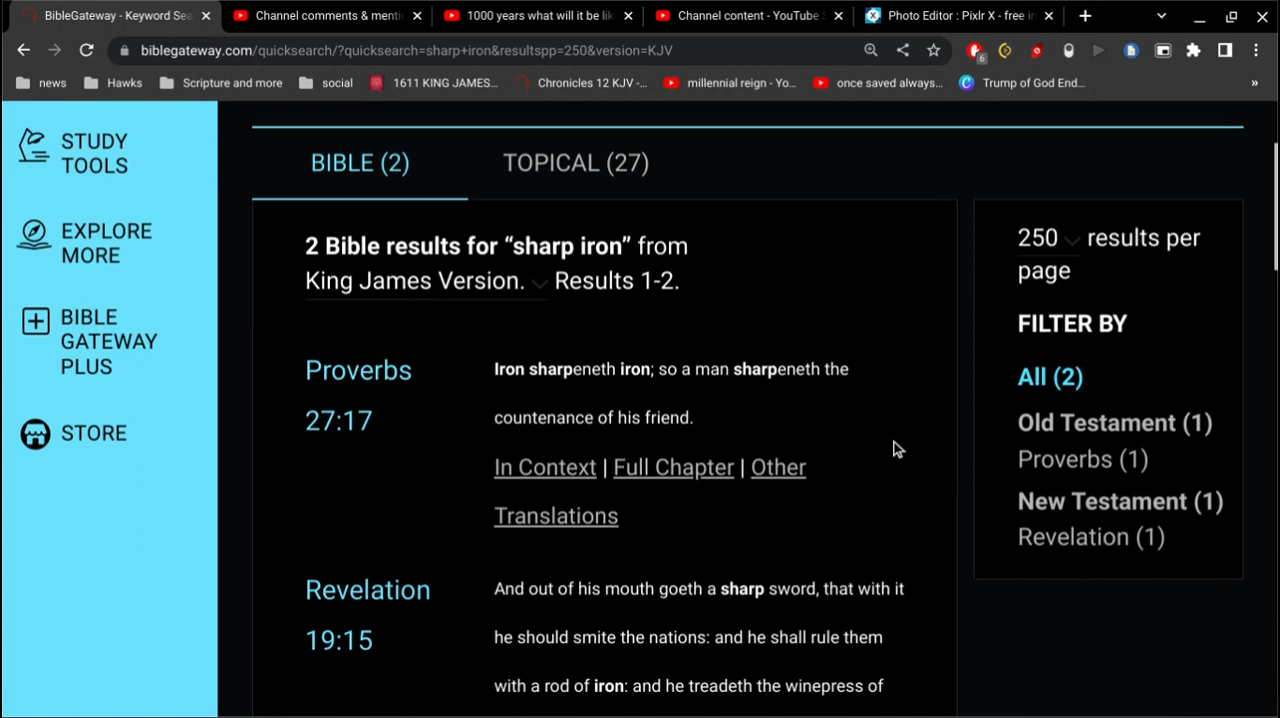 BibleGateway - Keyword Sea
Channel comments & menti
1000 years what will it be lik
Channel content - YouTube S
Photo Editor : Pixlr X - free i
biblegateway.com/quicksearch/?quicksearch=sharp+iron&resultspp=250&version=KJV
6
news
Hawks
Scripture and more
social
1611 KING JAMES...
Chronicles 12 KJV -...
millennial reign - Yo...
once saved always...
Trump of God End...
»
STUDY
TOOLS
EXPLORE
MORE
BIBLE
GATEWAY
PLUS
STORE
BIBLE (2)
TOPICAL (27)
2 Bible results for “sharp iron” from
King James Version. Results 1-2.
Proverbs
27:17
Iron sharpeneth iron; so a man sharpeneth the
countenance of his friend.
In Context | Full Chapter | Other
Translations
Revelation
19:15
And out of his mouth goeth a sharp sword, that with it
he should smite the nations: and he shall rule them
with a rod of iron: and he treadeth the winepress of
250 results per
page
FILTER BY
All (2)
Old Testament (1)
Proverbs (1)
New Testament (1)
Revelation (1)